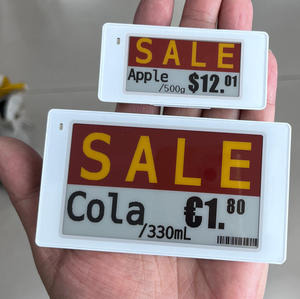 SALE
Apple
/500g $12.01
SALE
Cola
/330mL €1.80